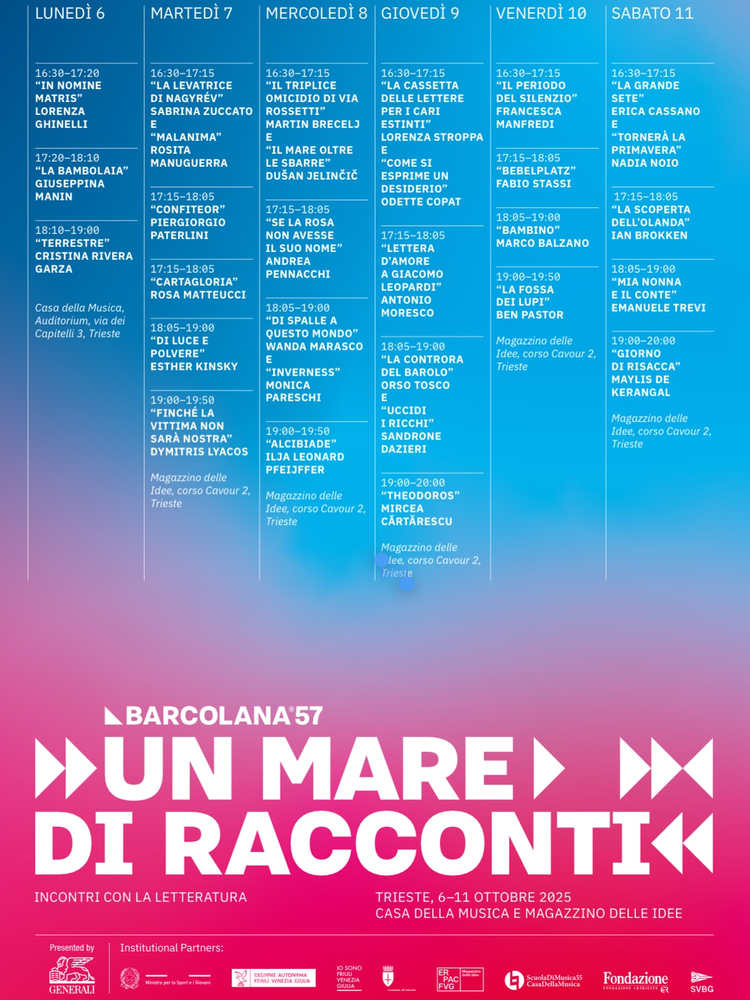 LUNEDÌ 6
16:30–17:20
“IN NOMINE
MATRIS”
LORENZA
GHINELLI
17:20–18:10
“LA BAMBOLAIA”
GIUSEPPINA
MANIN
18:10–19:00
“TERRESTRE”
CRISTINA RIVERA
GARZA
Casa della Musica,
Auditorium, via dei
Capitelli 3, Trieste
MARTEDÌ 7
16:30–17:15
“LA LEVATRICE
DI NAGYRÉV”
SABRINA ZUCCATO
E
“MALANIMA”
ROSITA
MANUGUERRA
17:15–18:05
“CONFITEOR”
PIERGIORGIO
PATERLINI
17:15–18:05
“CARTAGLORIA”
ROSA MATTEUCCI
18:05–19:00
“DI LUCE E
POLVERE”
ESTHER KINSKY
19:00–19:50
“FINCHÉ LA
VITTIMA NON
SARÀ NOSTRA”
DYMITRIS LYACOS
Magazzino delle
Idee, corso Cavour 2,
Trieste
MERCOLEDÌ 8
16:30–17:15
“IL TRIPLICE
OMICIDIO DI VIA
ROSSETTI”
MARTIN BRECELJ
E
“IL MARE OLTRE
LE SBARRE”
DUŠAN JELINČIČ
17:15–18:05
“SE LA ROSA
NON AVESSE
IL SUO NOME”
ANDREA
PENNACCHI
18:05–19:00
“DI SPALLE A
QUESTO MONDO”
WANDA MARASCO
E
“INVERNESS”
MONICA
PARESCHI
19:00–19:50
“ALCIBIADE”
ILJA LEONARD
PFEIJFFER
Magazzino delle
Idee, corso Cavour 2,
Trieste
GIOVEDÌ 9
16:30–17:15
“LA CASSETTA
DELLE LETTERE
PER I CARI
ESTINTI”
LORENZA STROPPA
E
“COME SI
ESPRIME UN
DESIDERIO”
ODETTE COPAT
17:15–18:05
“LETTERA
D’AMORE
A GIACOMO
LEOPARDI”
ANTONIO
MORESCO
18:05–19:00
“LA CONTRORA
DEL BAROLO”
ORSO TOSCO
E
“UCCIDI
I RICCHI”
SANDRONE
DAZIERI
19:00–20:00
“THEODOROS”
MIRCEA
CĂRTĂRESCU
Magazzino delle
Idee, corso Cavour 2,
Trieste
VENERDÌ 10
16:30–17:15
“IL PERIODO
DEL SILENZIO”
FRANCESCA
MANFREDI
17:15–18:05
“BEBELPLATZ”
FABIO STASSI
18:05–19:00
“BAMBINO”
MARCO BALZANO
19:00–19:50
“LA FOSSA
DEI LUPI”
BEN PASTOR
Magazzino delle
Idee, corso Cavour 2,
Trieste
SABATO 11
16:30–17:15
“LA GRANDE
SETE”
ERICA CASSANO
E
“TORNERÀ LA
PRIMAVERA”
NADIA NOIO
17:15–18:05
“LA SCOPERTA
DELL’OLANDA”
IAN BROKKEN
18:05–19:00
“MIA NONNA
E IL CONTE”
EMANUELE TREVI
19:00–20:00
“GIORNO
DI RISACCA”
MAYLIS DE
KERANGAL
Magazzino delle
Idee, corso Cavour 2,
Trieste
BARCOLANA®57
UN MARE
DI RACCONTI
INCONTRI CON LA LETTERATURA
TRIESTE, 6–11 OTTOBRE 2025
CASA DELLA MUSICA E MAGAZZINO DELLE IDEE
Presented by
GENERALI
Institutional Partners:
Ministro per lo Sport e i Giovani
REGIONE AUTONOMA
FRIULI VENEZIA GIULIA
IO SONO
FRIULI
VENEZIA
GIULIA
comune di trieste
ER
PAC
FVG
Magazzino
delle Idee
ScuolaDiMusica55
CasaDellaMusica
Fondazione
FONDAZIONE CRTRIESTE
SVBG